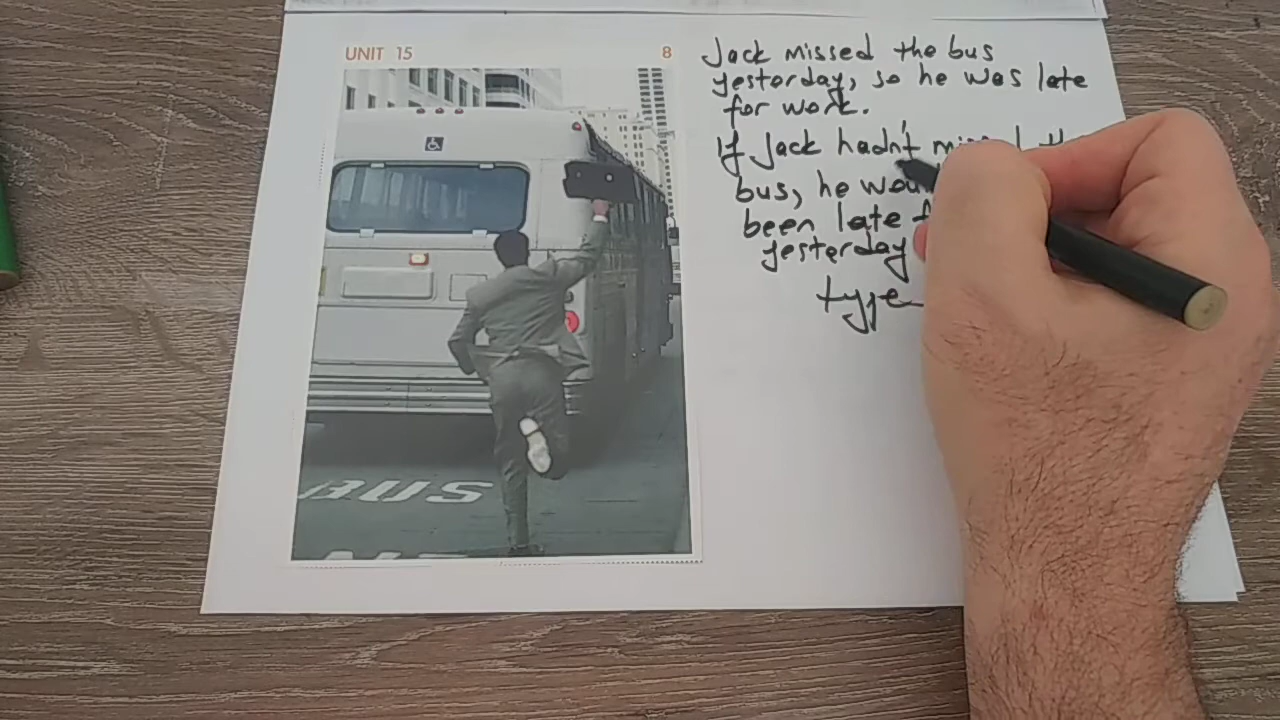 UNIT 15 8
BUS
Jack missed the bus
yesterday, so he was late
for work.
If Jack hadn't
bus, he
been late
yesterday
type